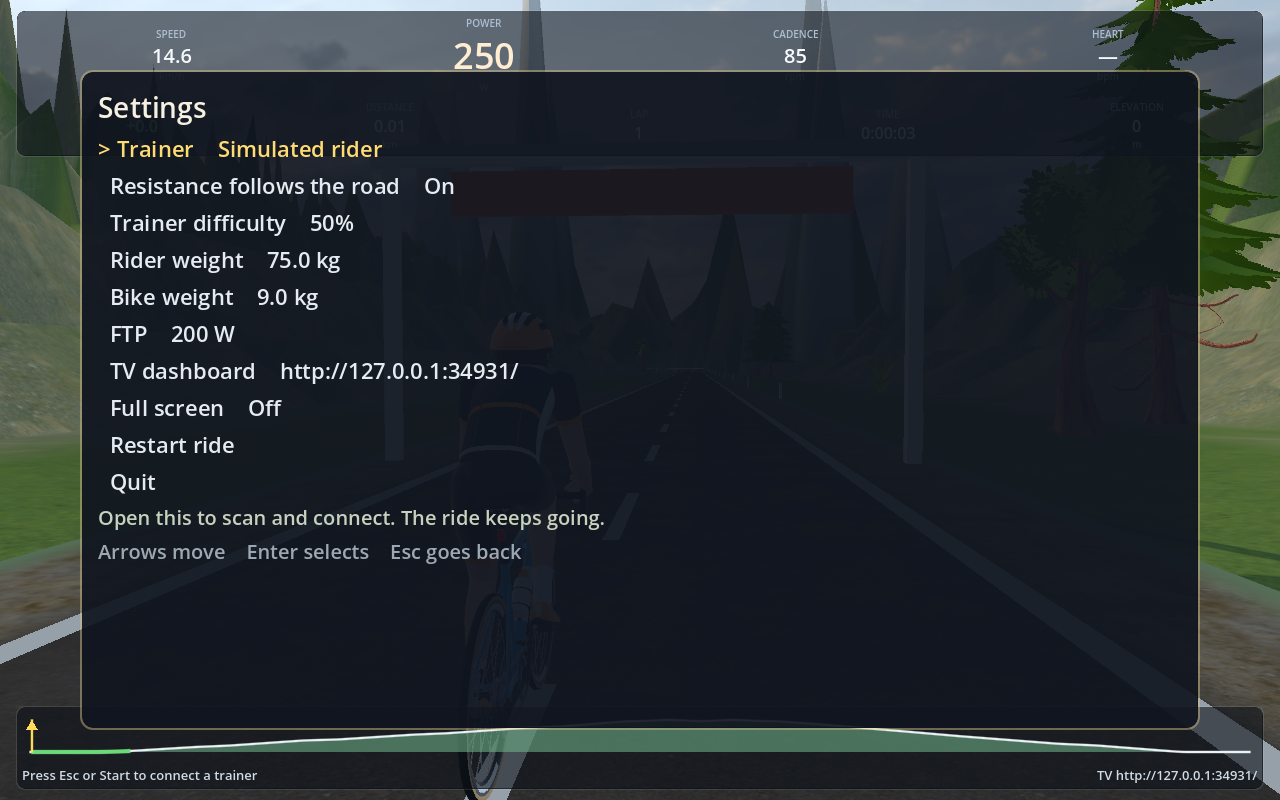 SPEED
POWER
CADENCE
HEART
14.6
250
85
—
Settings
DISTANCE
LAP
TIME
ELEVATION
+0.0
0.01
1
0:00:03
0
m
> Trainer Simulated rider
Resistance follows the road On
Trainer difficulty 50%
Rider weight 75.0 kg
Bike weight 9.0 kg
FTP 200 W
TV dashboard http://127.0.0.1:34931/
Full screen Off
Restart ride
Quit
Open this to scan and connect. The ride keeps going.
Arrows move Enter selects Esc goes back
Press Esc or Start to connect a trainer
TV http://127.0.0.1:34931/